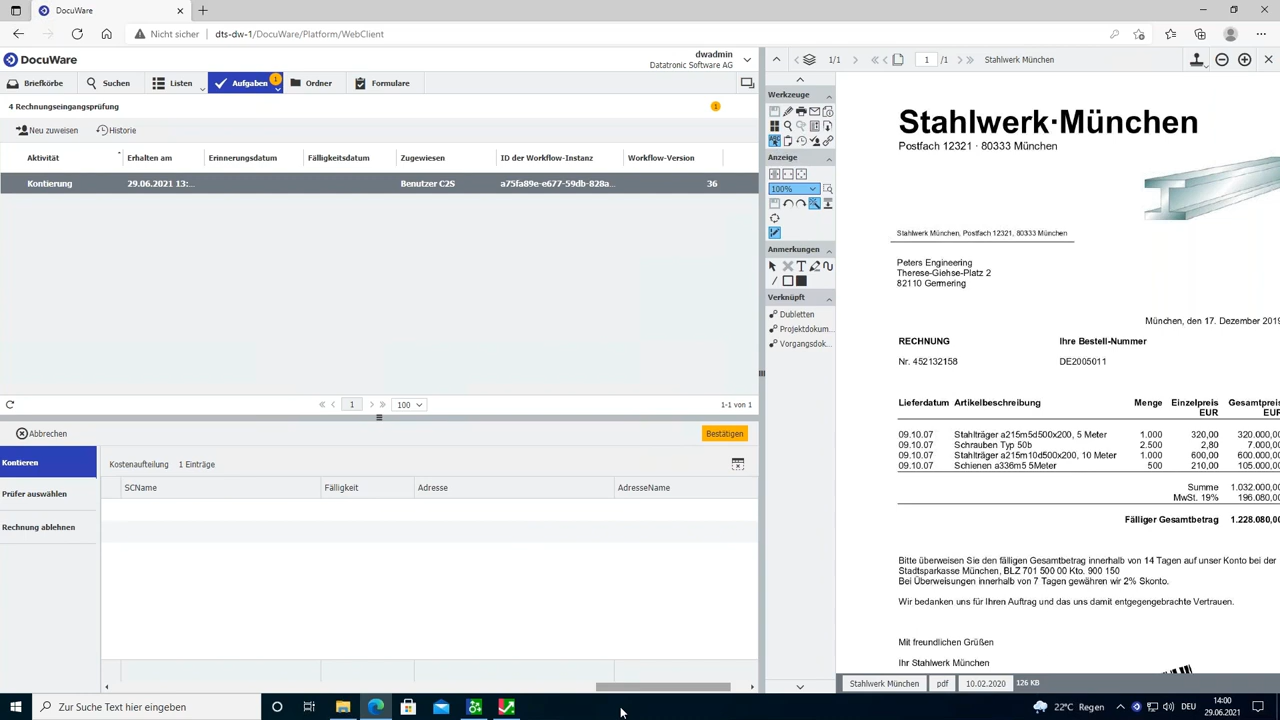 DocuWare
Nicht sicher
dts-dw-1/DocuWare/Platform/WebClient
DocuWare
dwadmin
Datatronic Software AG
Briefkörbe
Suchen
Listen
Aufgaben
1
Ordner
Formulare
4 Rechnungseingangsprüfung
1
Neu zuweisen
Historie
Aktivität
Erhalten am
Erinnerungsdatum
Fälligkeitsdatum
Zugewiesen
ID der Workflow-Instanz
Workflow-Version
Kontierung
29.06.2021 13:...
Benutzer C2S
a75fa89e-e677-59db-828a...
36
1
100
1-1 von 1
Abbrechen
Bestätigen
Kontieren
Prüfer auswählen
Rechnung ablehnen
Kostenaufteilung
1 Einträge
SCName
Fälligkeit
Adresse
AdresseName
1/1
1
/1
Stahlwerk München
Werkzeuge
Anzeige
100%
Anmerkungen
Verknüpft
Dubletten
Projektdokum...
Vorgangsdok...
Stahlwerk·München
Postfach 12321 · 80333 München
Stahlwerk München, Postfach 12321, 80333 München
Peters Engineering
Therese-Giehse-Platz 2
82110 Germering
München, den 17. Dezember 2019
RECHNUNG
Ihre Bestell-Nummer
Nr. 452132158
DE2005011
Lieferdatum Artikelbeschreibung Menge Einzelpreis Gesamtpreis
EUR EUR
09.10.07 Stahlträger a215m5d500x200, 5 Meter 1.000 320,00 320.000,0
09.10.07 Schrauben Typ 50b 2.500 2,80 7.000,0
09.10.07 Stahlträger a215m10d500x200, 10 Meter 1.000 600,00 600.000,0
09.10.07 Schienen a336m5 5Meter 500 210,00 105.000,0
Summe 1.032.000,0
MwSt. 19% 196.080,0
Fälliger Gesamtbetrag 1.228.080,0
Bitte überweisen Sie den fälligen Gesamtbetrag innerhalb von 14 Tagen auf unser Konto bei der
Stadtsparkasse München, BLZ 701 500 00 Kto. 900 150
Bei Überweisungen innerhalb von 7 Tagen gewähren wir 2% Skonto.
Wir bedanken uns für Ihren Auftrag und das uns damit entgegengebrachte Vertrauen.
Mit freundlichen Grüßen
Ihr Stahlwerk München
Stahlwerk München
pdf
10.02.2020
126 KB
Zur Suche Text hier eingeben
22°C Regen
DEU
14:00
29.06.2021